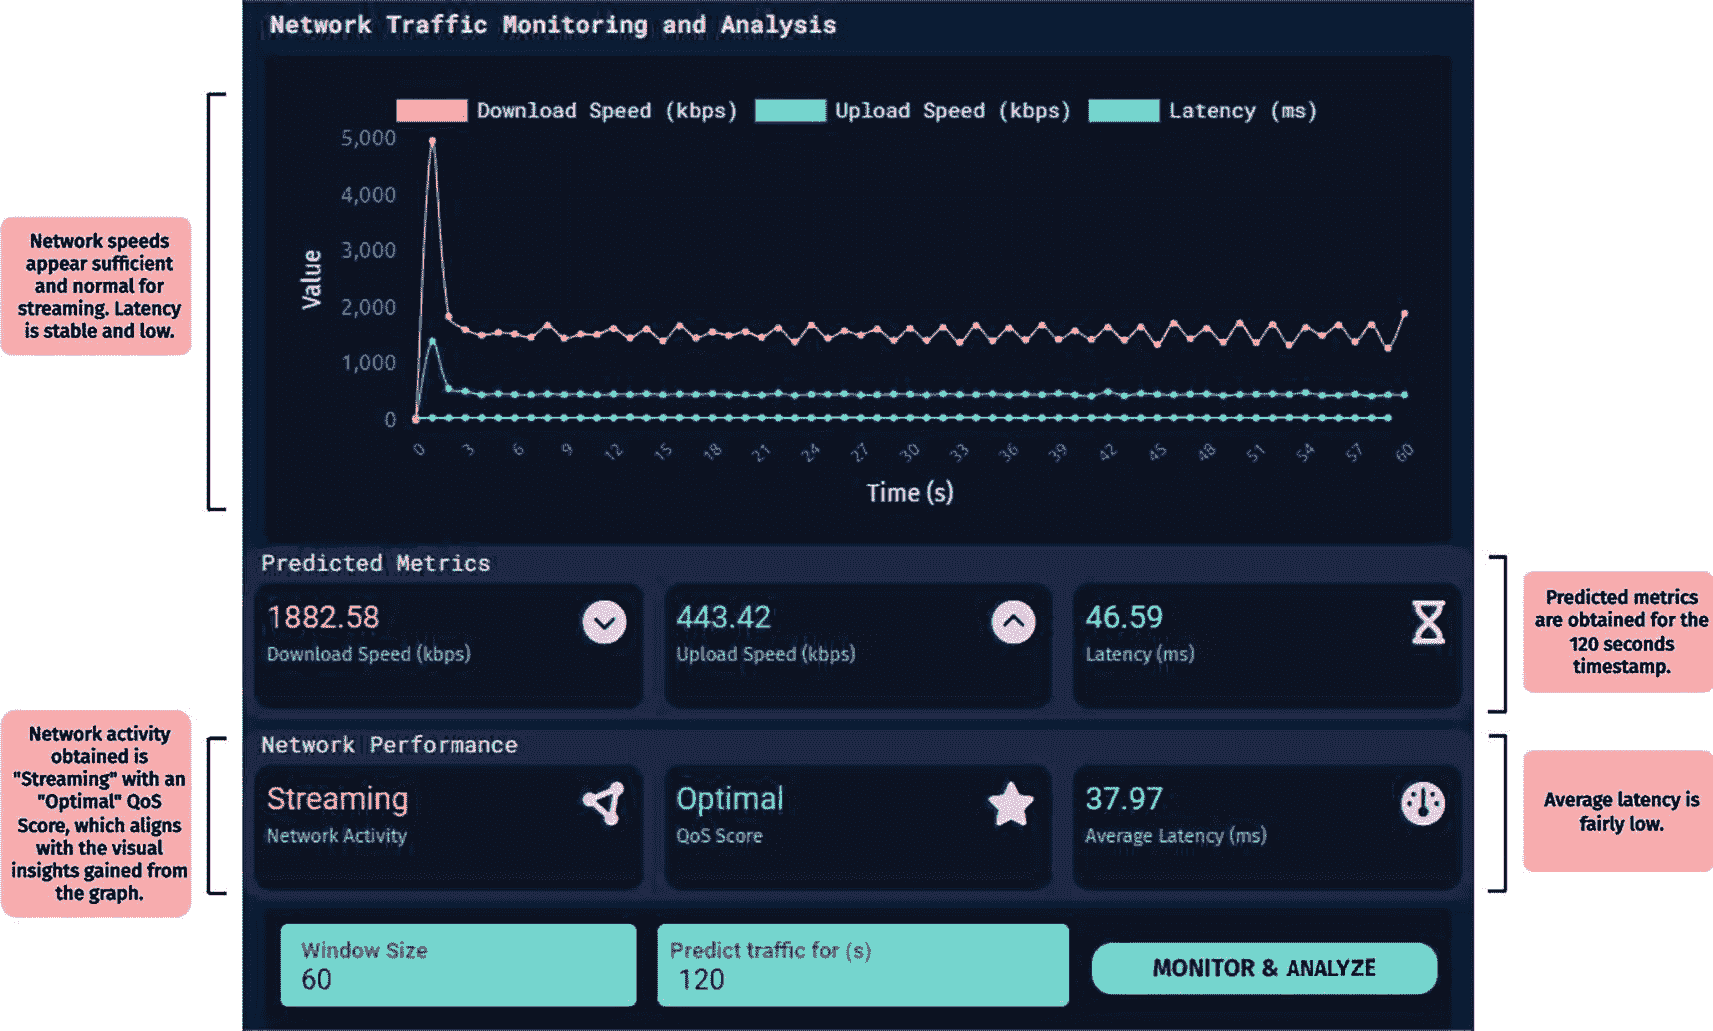 Network Traffic Monitoring and Analysis
Download Speed (kbps)
Upload Speed (kbps)
Latency (ms)
5,000
4,000
3,000
2,000
1,000
0
Value
0
3
6
9
12
15
18
21
24
27
30
33
36
39
42
45
48
51
54
57
60
Time (s)
Network speeds
appear sufficient
and normal for
streaming. Latency
is stable and low.
Predicted Metrics
1882.58
Download Speed (kbps)
443.42
Upload Speed (kbps)
46.59
Latency (ms)
Predicted metrics
are obtained for the
120 seconds
timestamp.
Network activity
obtained is
"Streaming" with an
"Optimal" QoS
Score, which aligns
with the visual
insights gained from
the graph.
Network Performance
Streaming
Network Activity
Optimal
QoS Score
37.97
Average Latency (ms)
Average latency is
fairly low.
Window Size
60
Predict traffic for (s)
120
MONITOR & ANALYZE